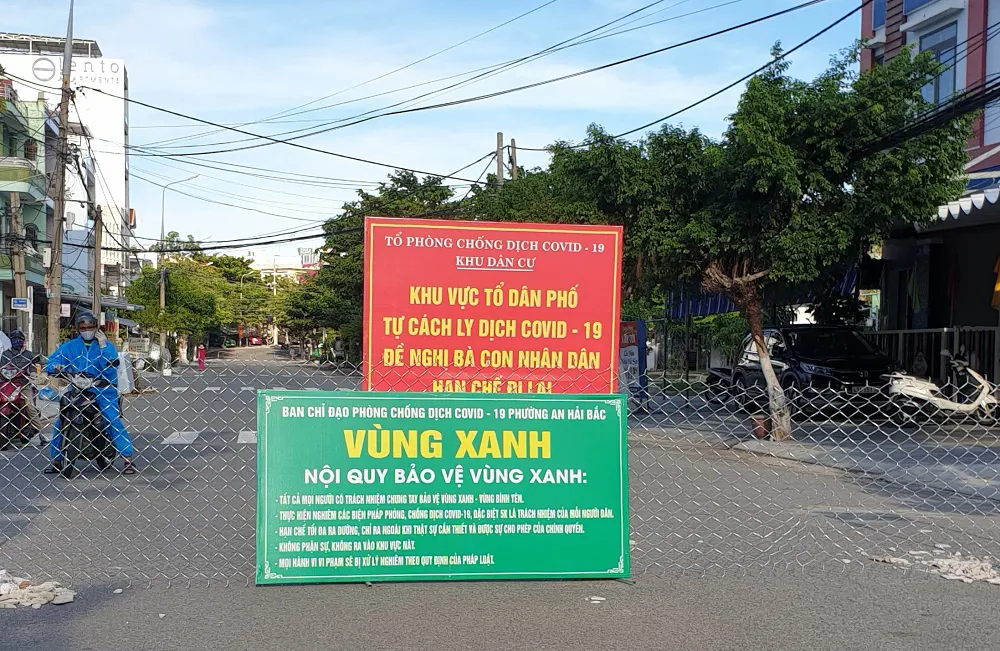 ento
APARTMENTS
TỔ PHÒNG CHỐNG DỊCH COVID - 19
KHU DÂN CƯ
KHU VỰC TỔ DÂN PHỐ
TỰ CÁCH LY DỊCH COVID - 19
ĐỀ NGHỊ BÀ CON NHÂN DÂN
HẠN CHẾ ĐI LẠI
BAN CHỈ ĐẠO PHÒNG CHỐNG DỊCH COVID - 19 PHƯỜNG AN HẢI BẮC
VÙNG XANH
NỘI QUY BẢO VỆ VÙNG XANH:
- TẤT CẢ MỌI NGƯỜI CÓ TRÁCH NHIỆM CHUNG TAY BẢO VỆ VÙNG XANH - VÙNG BÌNH YÊN.
- THỰC HIỆN NGHIÊM CÁC BIỆN PHÁP PHÒNG, CHỐNG DỊCH COVID-19, ĐẶC BIỆT 5K LÀ TRÁCH NHIỆM CỦA MỖI NGƯỜI DÂN.
- HẠN CHẾ TỐI ĐA RA ĐƯỜNG, CHỈ RA NGOÀI KHI THẬT SỰ CẦN THIẾT VÀ ĐƯỢC SỰ CHO PHÉP CỦA CHÍNH QUYỀN.
- KHÔNG PHẬN SỰ, KHÔNG RA VÀO KHU VỰC NÀY.
- MỌI HÀNH VI VI PHẠM SẼ BỊ XỬ LÝ NGHIÊM THEO QUY ĐỊNH CỦA PHÁP LUẬT.